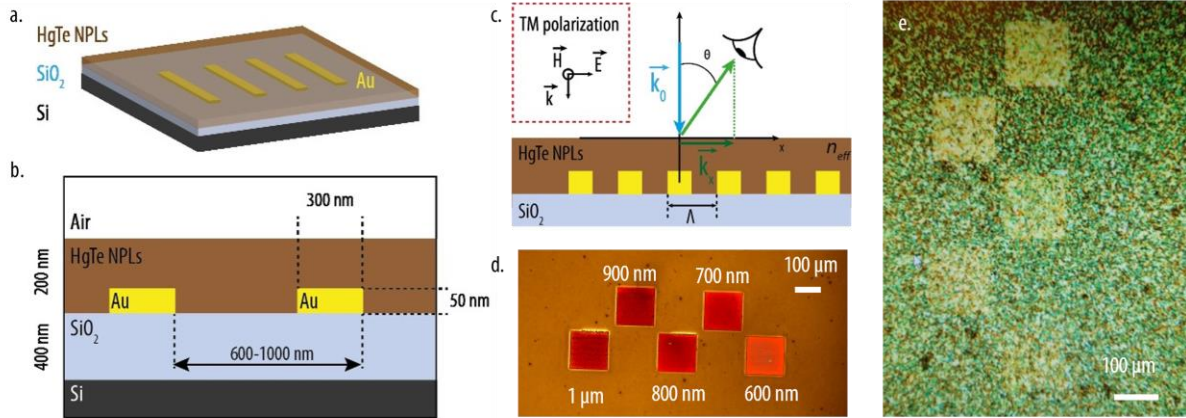 a.
HgTe NPLs
SiO2
Si
Au
b.
300 nm
Air
HgTe NPLs
200 nm
Au
Au
50 nm
SiO2
400 nm
600-1000 nm
Si
c.
TM polarization
H
E
k
k0
θ
x
HgTe NPLs
neff
kx
SiO2
Λ
d.
100 µm
900 nm
700 nm
1 µm
800 nm
600 nm
e.
100 µm